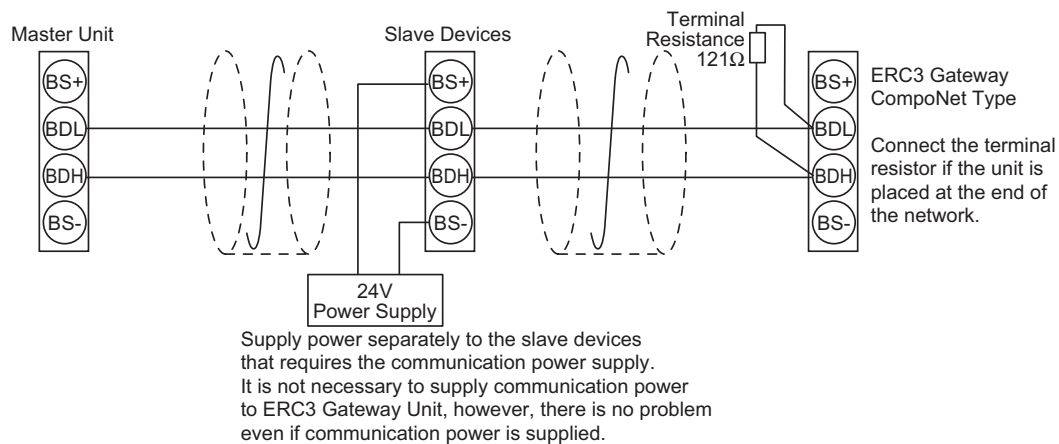 Master Unit
BS+
BDL
BDH
BS-
Slave Devices
BS+
BDL
BDH
BS-
24V
Power Supply
Terminal
Resistance
121Ω
BS+
BDL
BDH
BS-
ERC3 Gateway
CompoNet Type
Connect the terminal
resistor if the unit is
placed at the end of
the network.
Supply power separately to the slave devices
that requires the communication power supply.
It is not necessary to supply communication power
to ERC3 Gateway Unit, however, there is no problem
even if communication power is supplied.